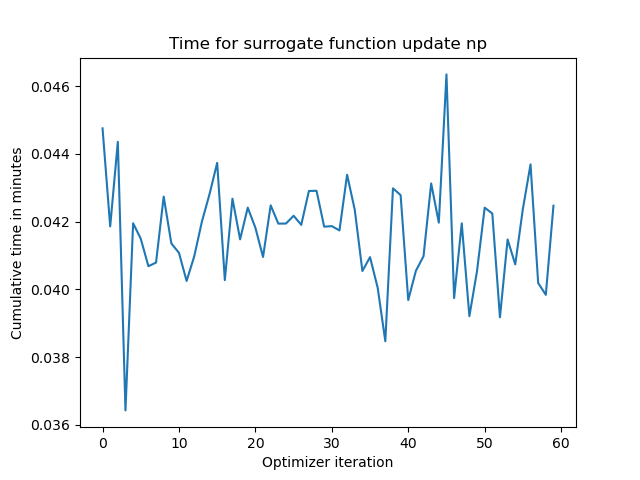 Time for surrogate function update np
Cumulative time in minutes
0.046
0.044
0.042
0.040
0.038
0.036
0 10 20 30 40 50 60
Optimizer iteration